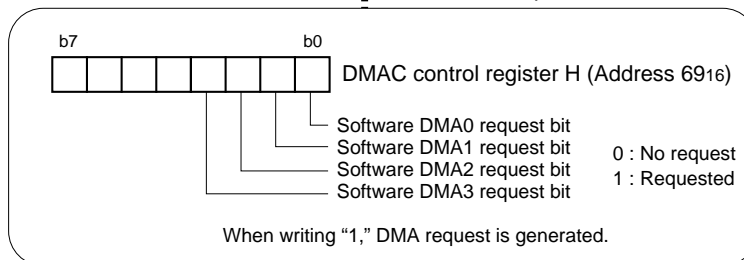 b7 b0
DMAC control register H (Address 6916)
Software DMA0 request bit
Software DMA1 request bit
Software DMA2 request bit
Software DMA3 request bit
0 : No request
1 : Requested
When writing “1,” DMA request is generated.